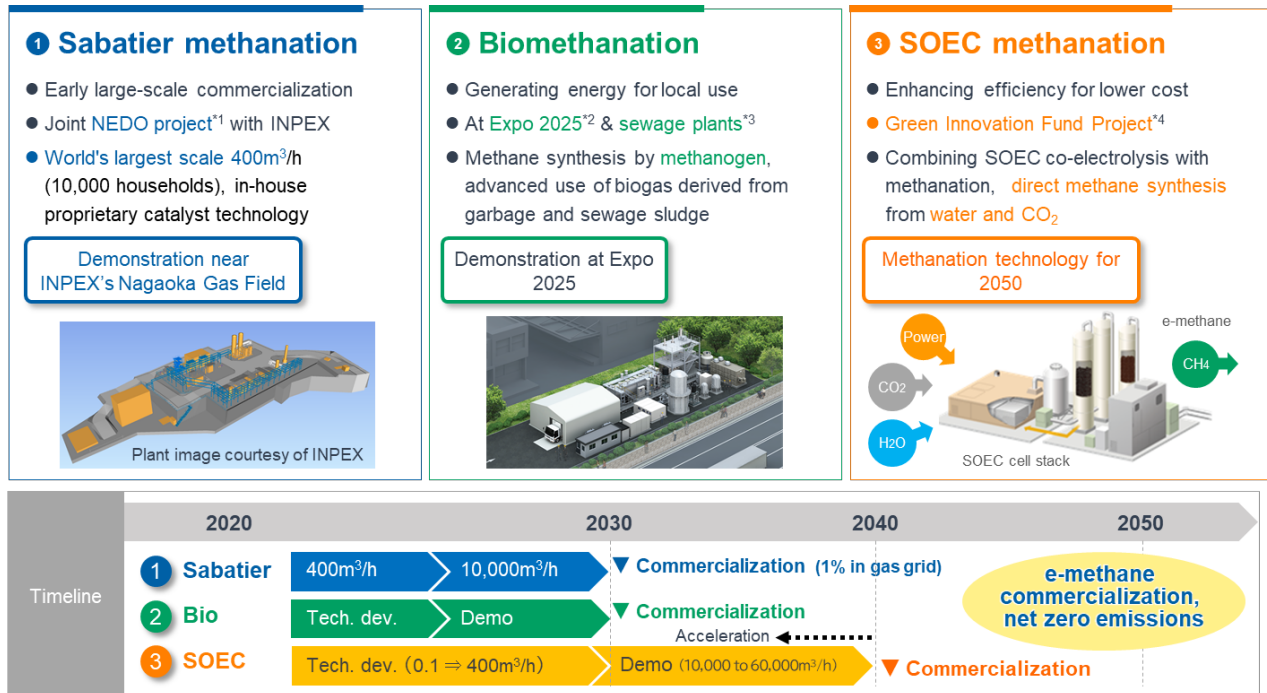 1 Sabatier methanation
● Early large-scale commercialization
● Joint NEDO project*1 with INPEX
● World's largest scale 400m3/h
(10,000 households), in-house
proprietary catalyst technology
Demonstration near
INPEX's Nagaoka Gas Field
Plant image courtesy of INPEX
2 Biomethanation
● Generating energy for local use
● At Expo 2025*2 & sewage plants*3
● Methane synthesis by methanogen,
advanced use of biogas derived from
garbage and sewage sludge
Demonstration at Expo
2025
3 SOEC methanation
● Enhancing efficiency for lower cost
● Green Innovation Fund Project*4
● Combining SOEC co-electrolysis with
methanation, direct methane synthesis
from water and CO2
Methanation technology for
2050
Power
CO2
H2O
e-methane
CH4
SOEC cell stack
Timeline
2020 2030 2040 2050
1 Sabatier 400m3/h 10,000m3/h ▼ Commercialization (1% in gas grid)
2 Bio Tech. dev. Demo ▼ Commercialization
Acceleration
3 SOEC Tech. dev. (0.1 ⇒ 400m3/h) Demo (10,000 to 60,000m3/h) ▼ Commercialization
e-methane
commercialization,
net zero emissions